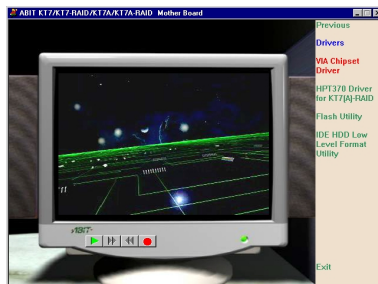 ABIT KT7/KT7-RAID/KT7A/KT7A-RAID Mother Board
Previous
Drivers
VIA Chipset
Driver
HPT370 Driver
for KT7(A)-RAID
Flash Utility
IDE HDD Low
Level Format
Utility
ABIT
Exit